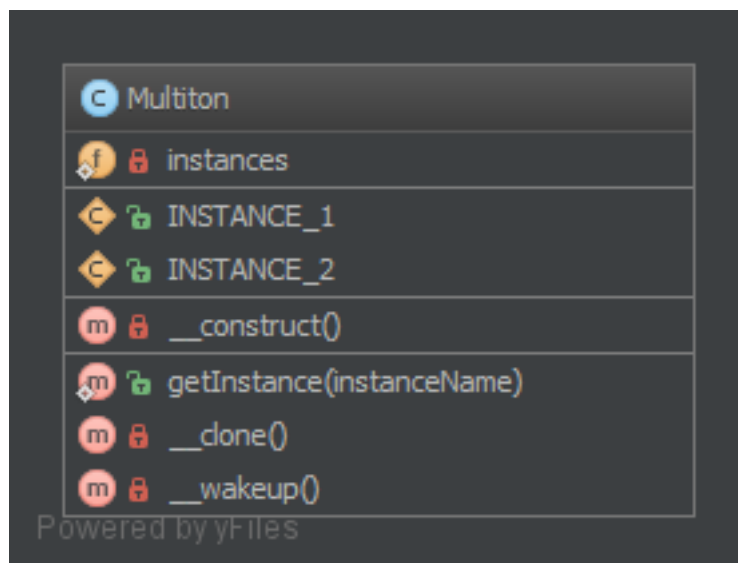 C Multiton
f instances
C INSTANCE_1
C INSTANCE_2
m __construct()
m getInstance(instanceName)
m __clone()
m __wakeup()
Powered by yFiles